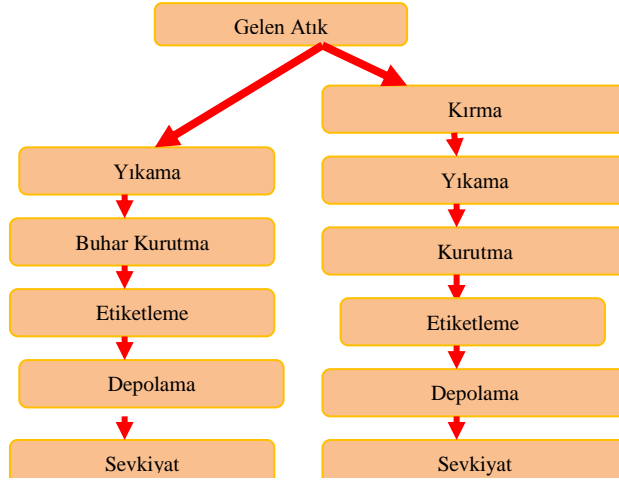 Gelen Atık
Kırma
Yıkama
Yıkama
Buhar Kurutma
Kurutma
Etiketleme
Etiketleme
Depolama
Depolama
Sevkiyat
Sevkiyat